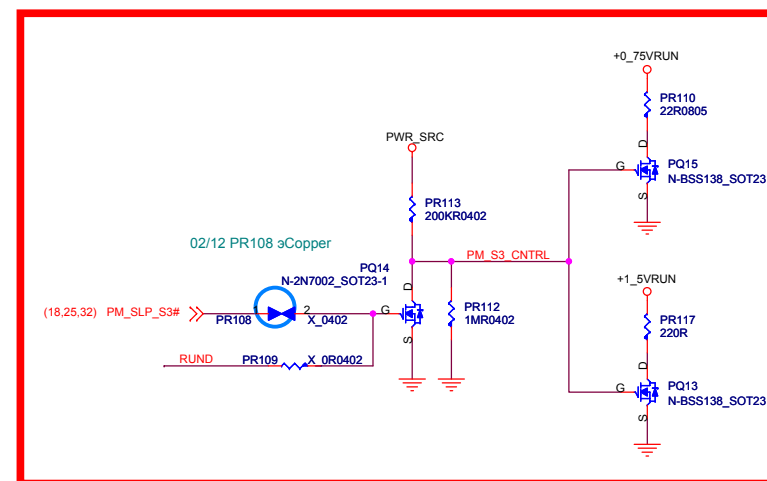 +0_75VRUN
PR110
22R0805
D
G
PQ15
N-BSS138_SOT23
S
PWR_SRC
PR113
200KR0402
02/12 PR108 эCopper
PM_S3_CNTRL
PQ14
N-2N7002_SOT23-1
D
+1_5VRUN
(18,25,32) PM_SLP_S3#
1
2
PR108
X_0402
G
S
PR112
1MR0402
PR117
220R
RUND
PR109
X_0R0402
D
G
PQ13
N-BSS138_SOT23
S